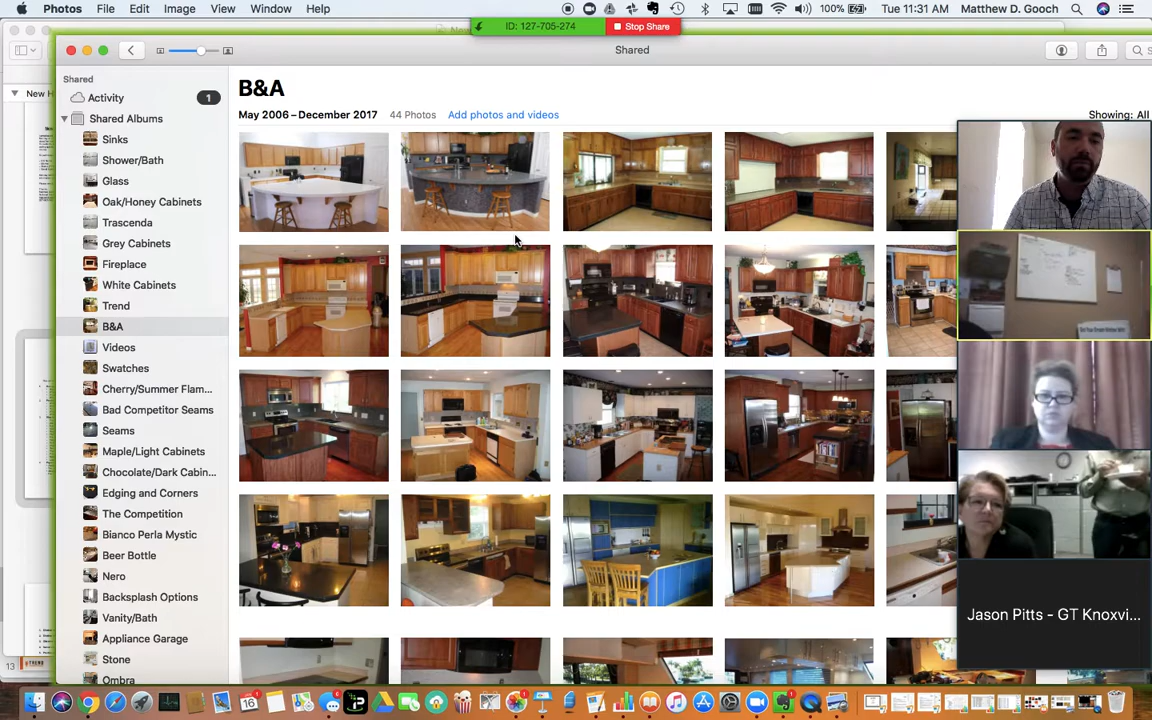 Photos File Edit Image View Window Help
100% Tue 11:31 AM Matthew D. Gooch
ID: 127-705-274 Stop Share
Shared
New H
Shared
Activity 1
Shared Albums
Sinks
Shower/Bath
Glass
Oak/Honey Cabinets
Trascenda
Grey Cabinets
Fireplace
White Cabinets
Trend
B&A
Videos
Swatches
Cherry/Summer Flam...
Bad Competitor Seams
Seams
Maple/Light Cabinets
Chocolate/Dark Cabin...
Edging and Corners
The Competition
Bianco Perla Mystic
Beer Bottle
Nero
Backsplash Options
Vanity/Bath
Appliance Garage
Stone
Ombra
B&A
May 2006 – December 2017 44 Photos Add photos and videos Showing: All
Jason Pitts - GT Knoxvi...
13
16